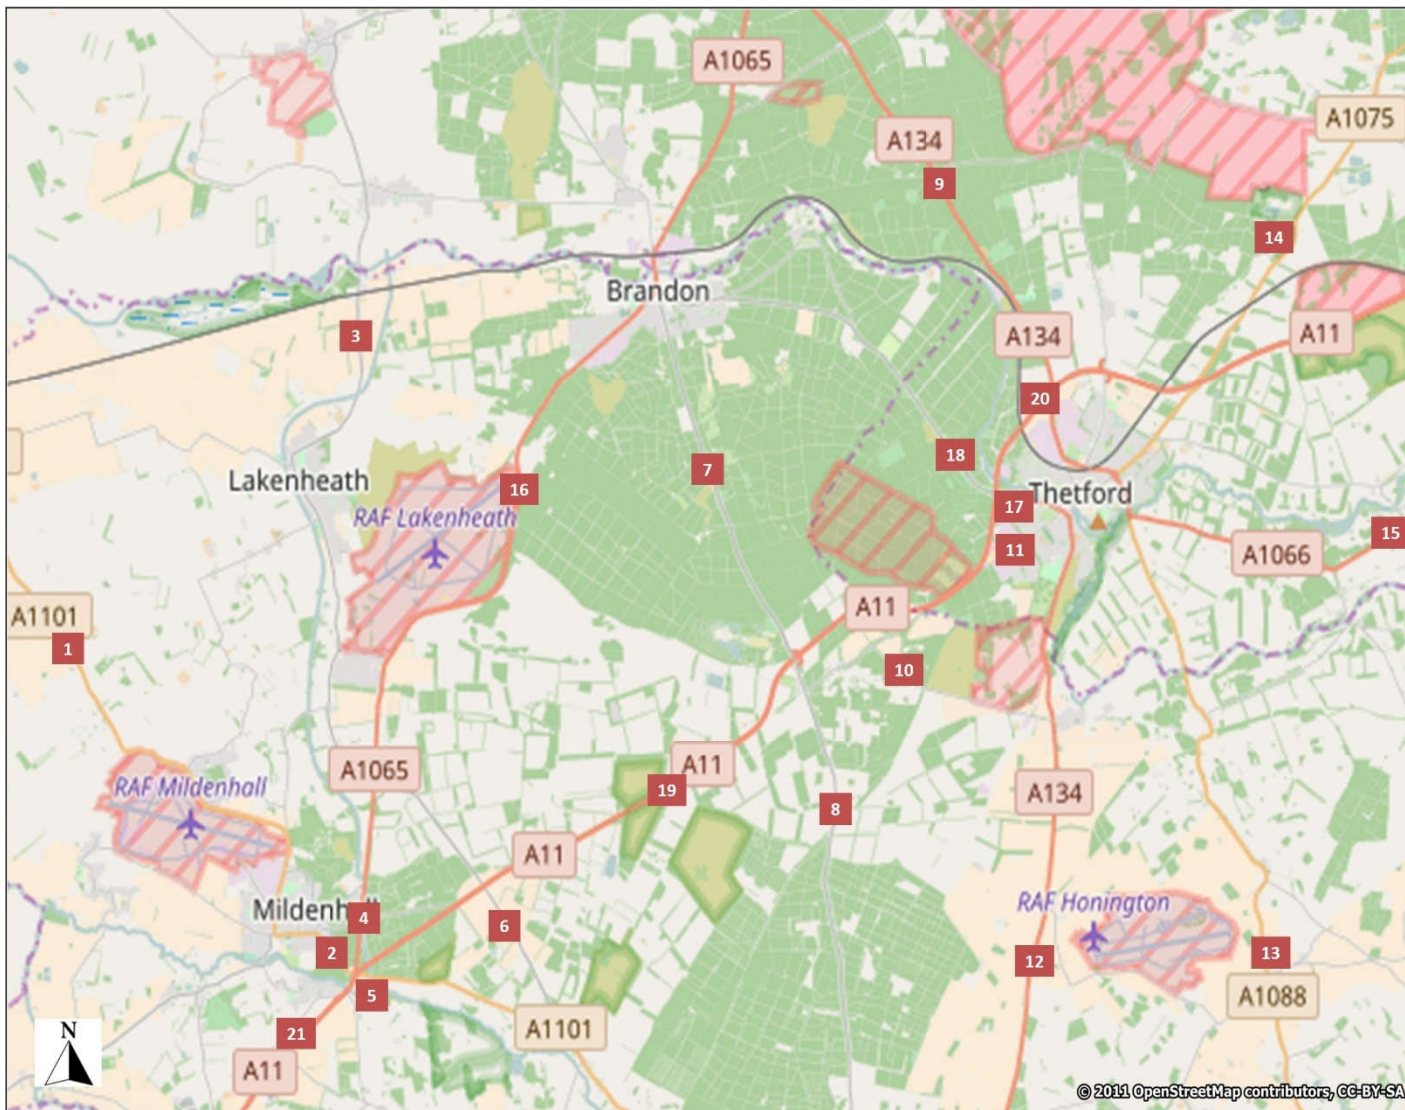 A1065
A134
9
A1075
14
Brandon
3
A134
A11
20
18
7
Lakenheath
16
RAF Lakenheath
Thetford
17
11
15
A1066
A11
A1101
1
10
A11
A1065
RAF Mildenhall
19
A134
8
A11
RAF Honington
Mildenhall
4
6
2
12
13
5
A1088
A1101
21
N
A11
© 2011 OpenStreetMap contributors, CC-BY-SA